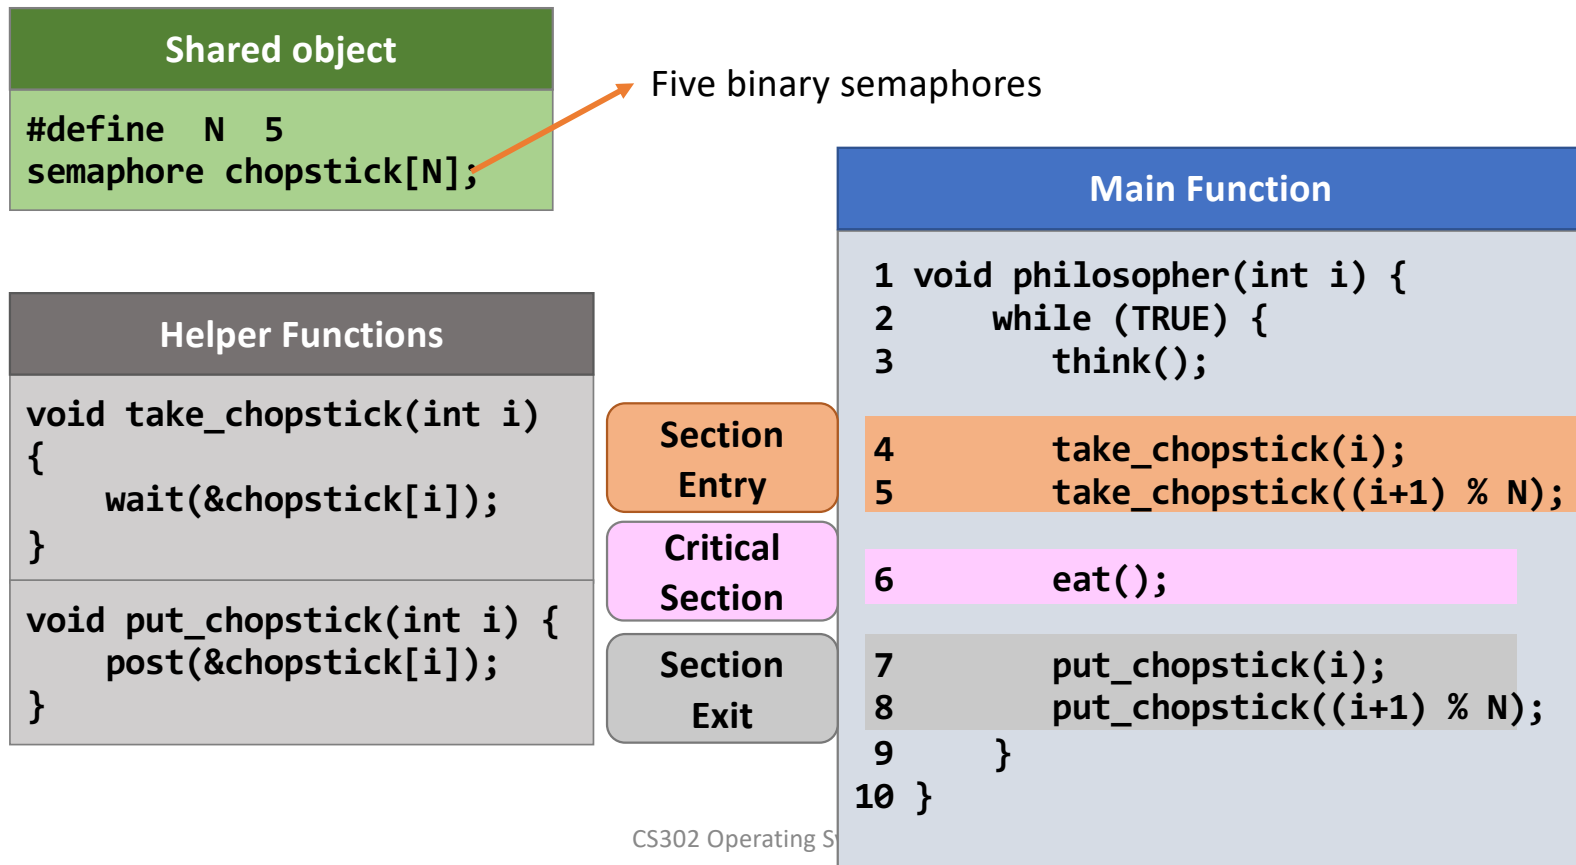 Shared object
#define  N  5
semaphore chopstick[N];
Five binary semaphores
Helper Functions
void take_chopstick(int i)
{
    wait(&chopstick[i]);
}
void put_chopstick(int i) {
    post(&chopstick[i]);
}
Section
Entry
Critical
Section
Section
Exit
Main Function
1 void philosopher(int i) {
2     while (TRUE) {
3        think();
4        take_chopstick(i);
5        take_chopstick((i+1) % N);
6        eat();
7        put_chopstick(i);
8        put_chopstick((i+1) % N);
9     }
10 }
CS302 Operating